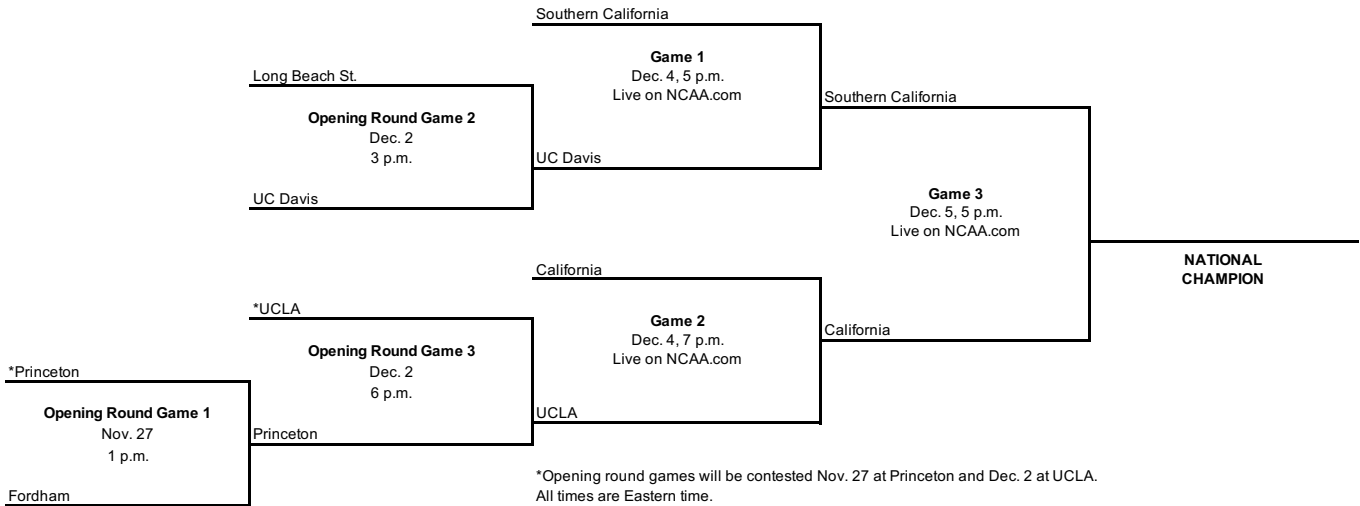 Southern California
Game 1
Dec. 4, 5 p.m.
Live on NCAA.com
Long Beach St.
Southern California
Opening Round Game 2
Dec. 2
3 p.m.
UC Davis
UC Davis
Game 3
Dec. 5, 5 p.m.
Live on NCAA.com
NATIONAL
CHAMPION
California
*UCLA
Game 2
Dec. 4, 7 p.m.
Live on NCAA.com
California
Opening Round Game 3
Dec. 2
6 p.m.
*Princeton
Opening Round Game 1
Nov. 27
1 p.m.
UCLA
Princeton
Fordham
*Opening round games will be contested Nov. 27 at Princeton and Dec. 2 at UCLA.
All times are Eastern time.